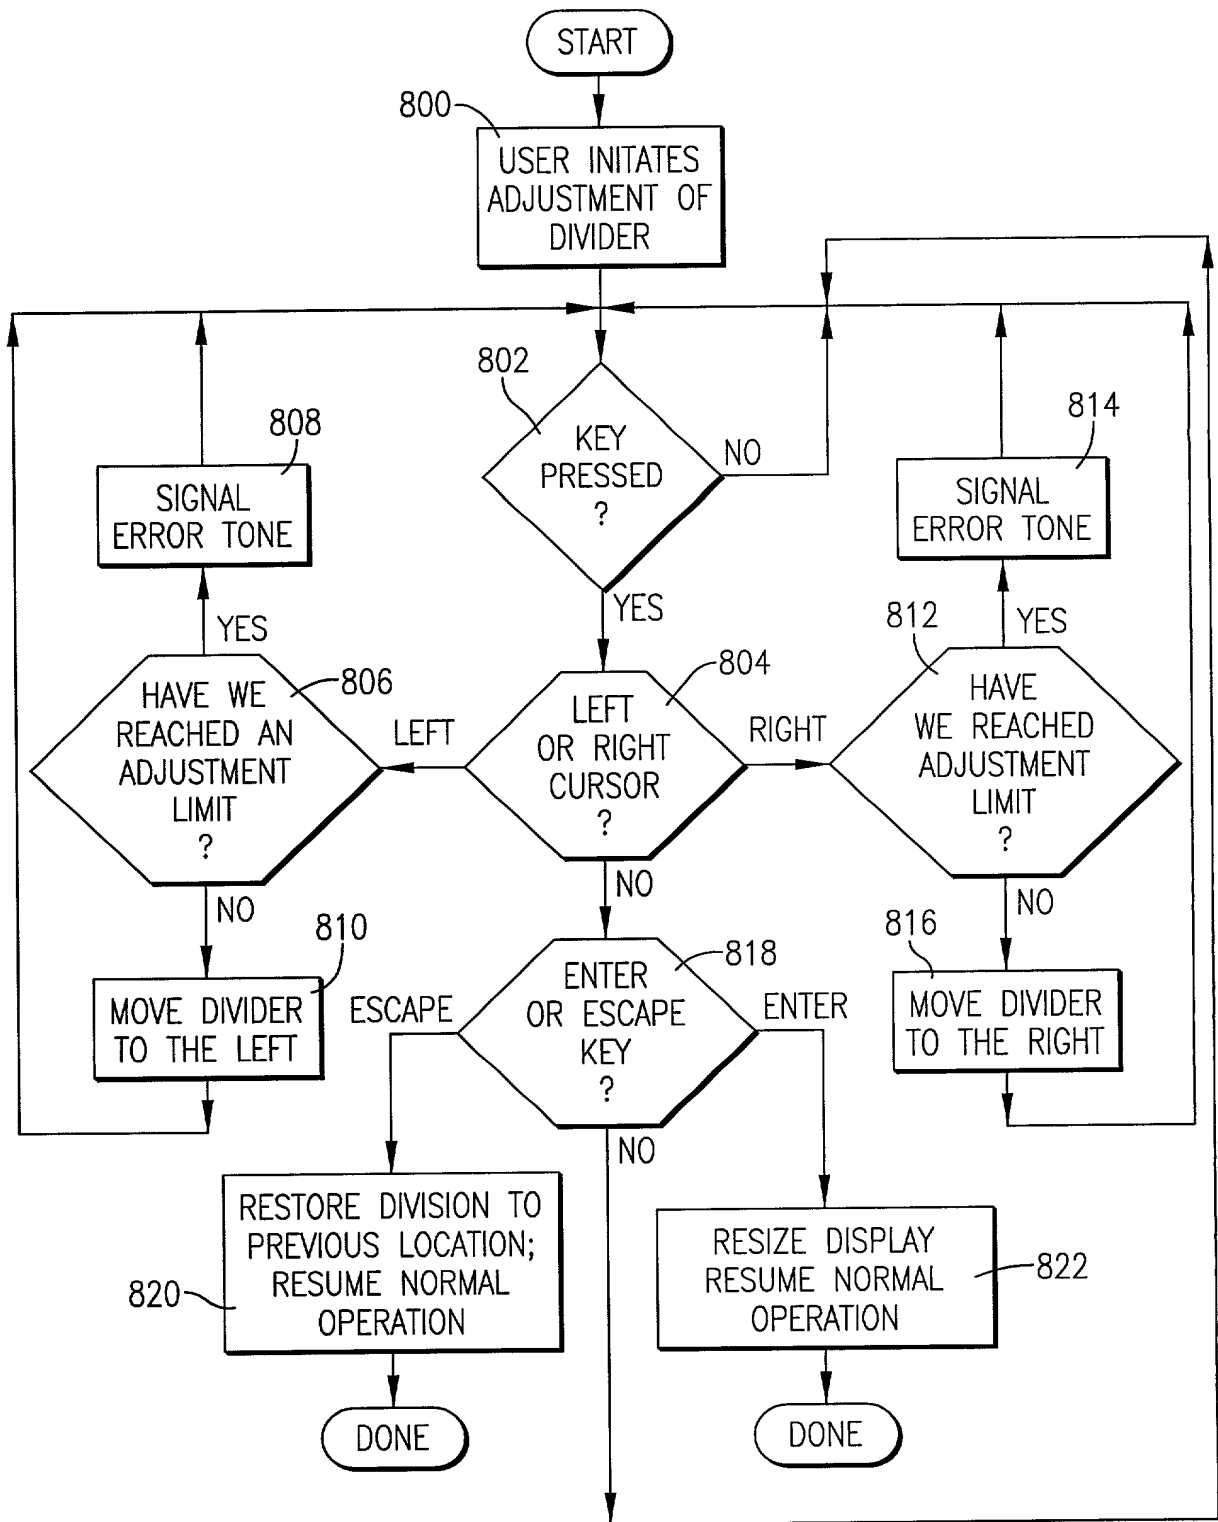 START
800
USER INITATES
ADJUSTMENT OF
DIVIDER
802
KEY
PRESSED
?
NO
YES
808
SIGNAL
ERROR TONE
YES
814
SIGNAL
ERROR TONE
YES
806
HAVE WE
REACHED AN
ADJUSTMENT
LIMIT
?
LEFT
804
LEFT
OR RIGHT
CURSOR
?
RIGHT
812
HAVE
WE REACHED
ADJUSTMENT
LIMIT
?
NO
NO
NO
810
MOVE DIVIDER
TO THE LEFT
818
ENTER
OR ESCAPE
KEY
?
ESCAPE
ENTER
NO
816
MOVE DIVIDER
TO THE RIGHT
820
RESTORE DIVISION TO
PREVIOUS LOCATION;
RESUME NORMAL
OPERATION
822
RESIZE DISPLAY
RESUME NORMAL
OPERATION
DONE
DONE